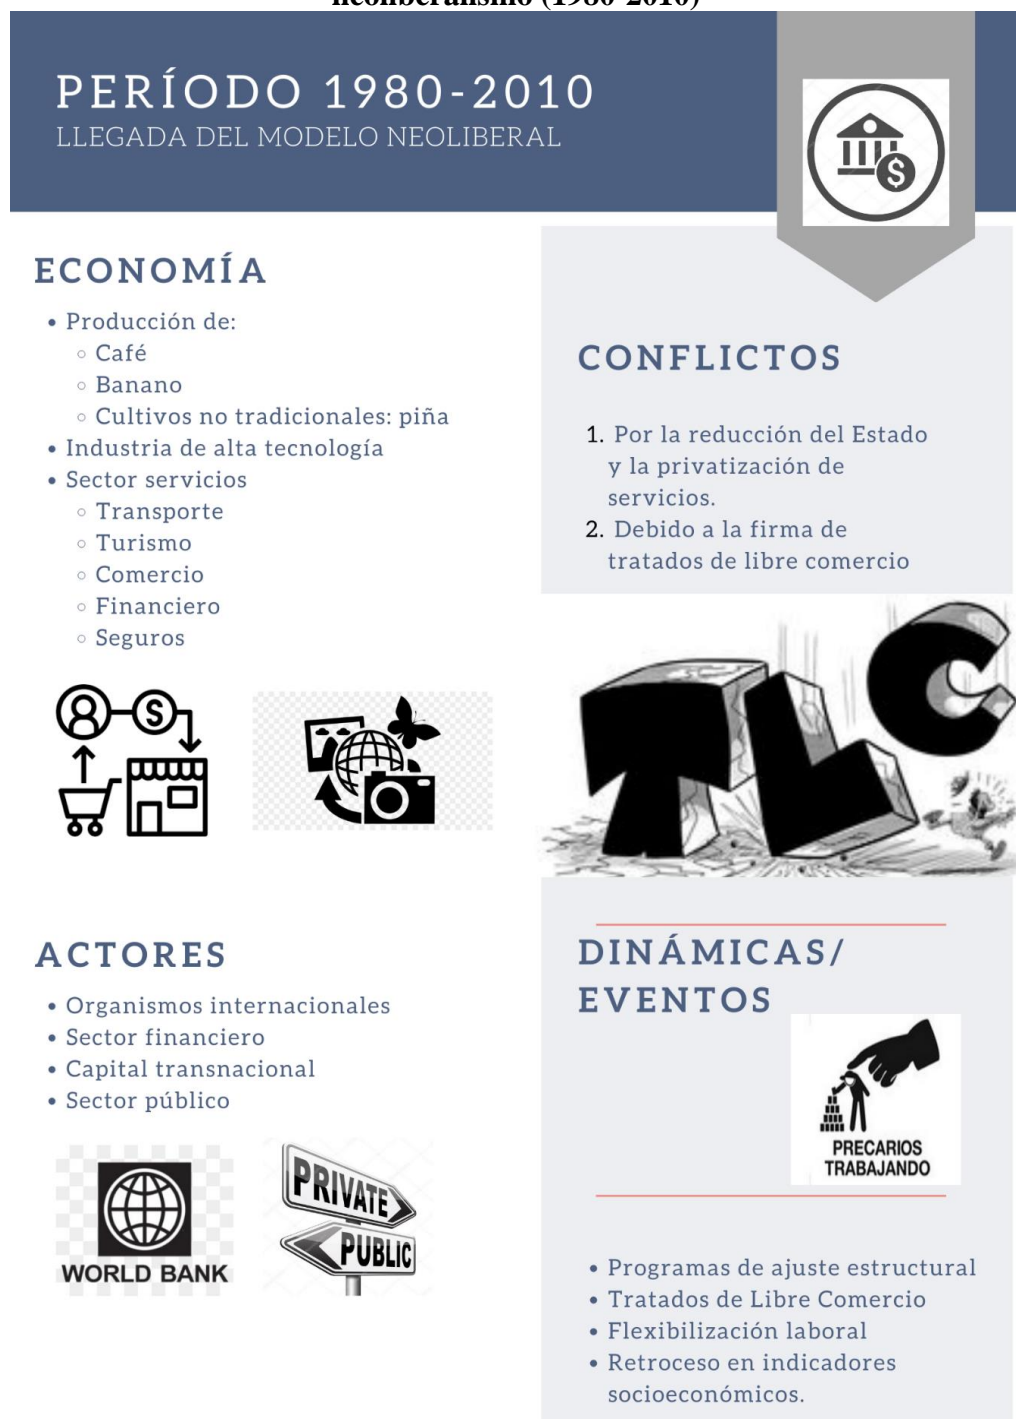 neoliberalismo (1980-2010)
PERÍODO 1980-2010
LLEGADA DEL MODELO NEOLIBERAL
ECONOMÍA
• Producción de:
◦ Café
◦ Banano
◦ Cultivos no tradicionales: piña
• Industria de alta tecnología
• Sector servicios
◦ Transporte
◦ Turismo
◦ Comercio
◦ Financiero
◦ Seguros
CONFLICTOS
1. Por la reducción del Estado
y la privatización de
servicios.
2. Debido a la firma de
tratados de libre comercio
TLC
ACTORES
• Organismos internacionales
• Sector financiero
• Capital transnacional
• Sector público
WORLD BANK
PRIVATE
PUBLIC
DINÁMICAS/
EVENTOS
PRECARIOS
TRABAJANDO
• Programas de ajuste estructural
• Tratados de Libre Comercio
• Flexibilización laboral
• Retroceso en indicadores
socioeconómicos.